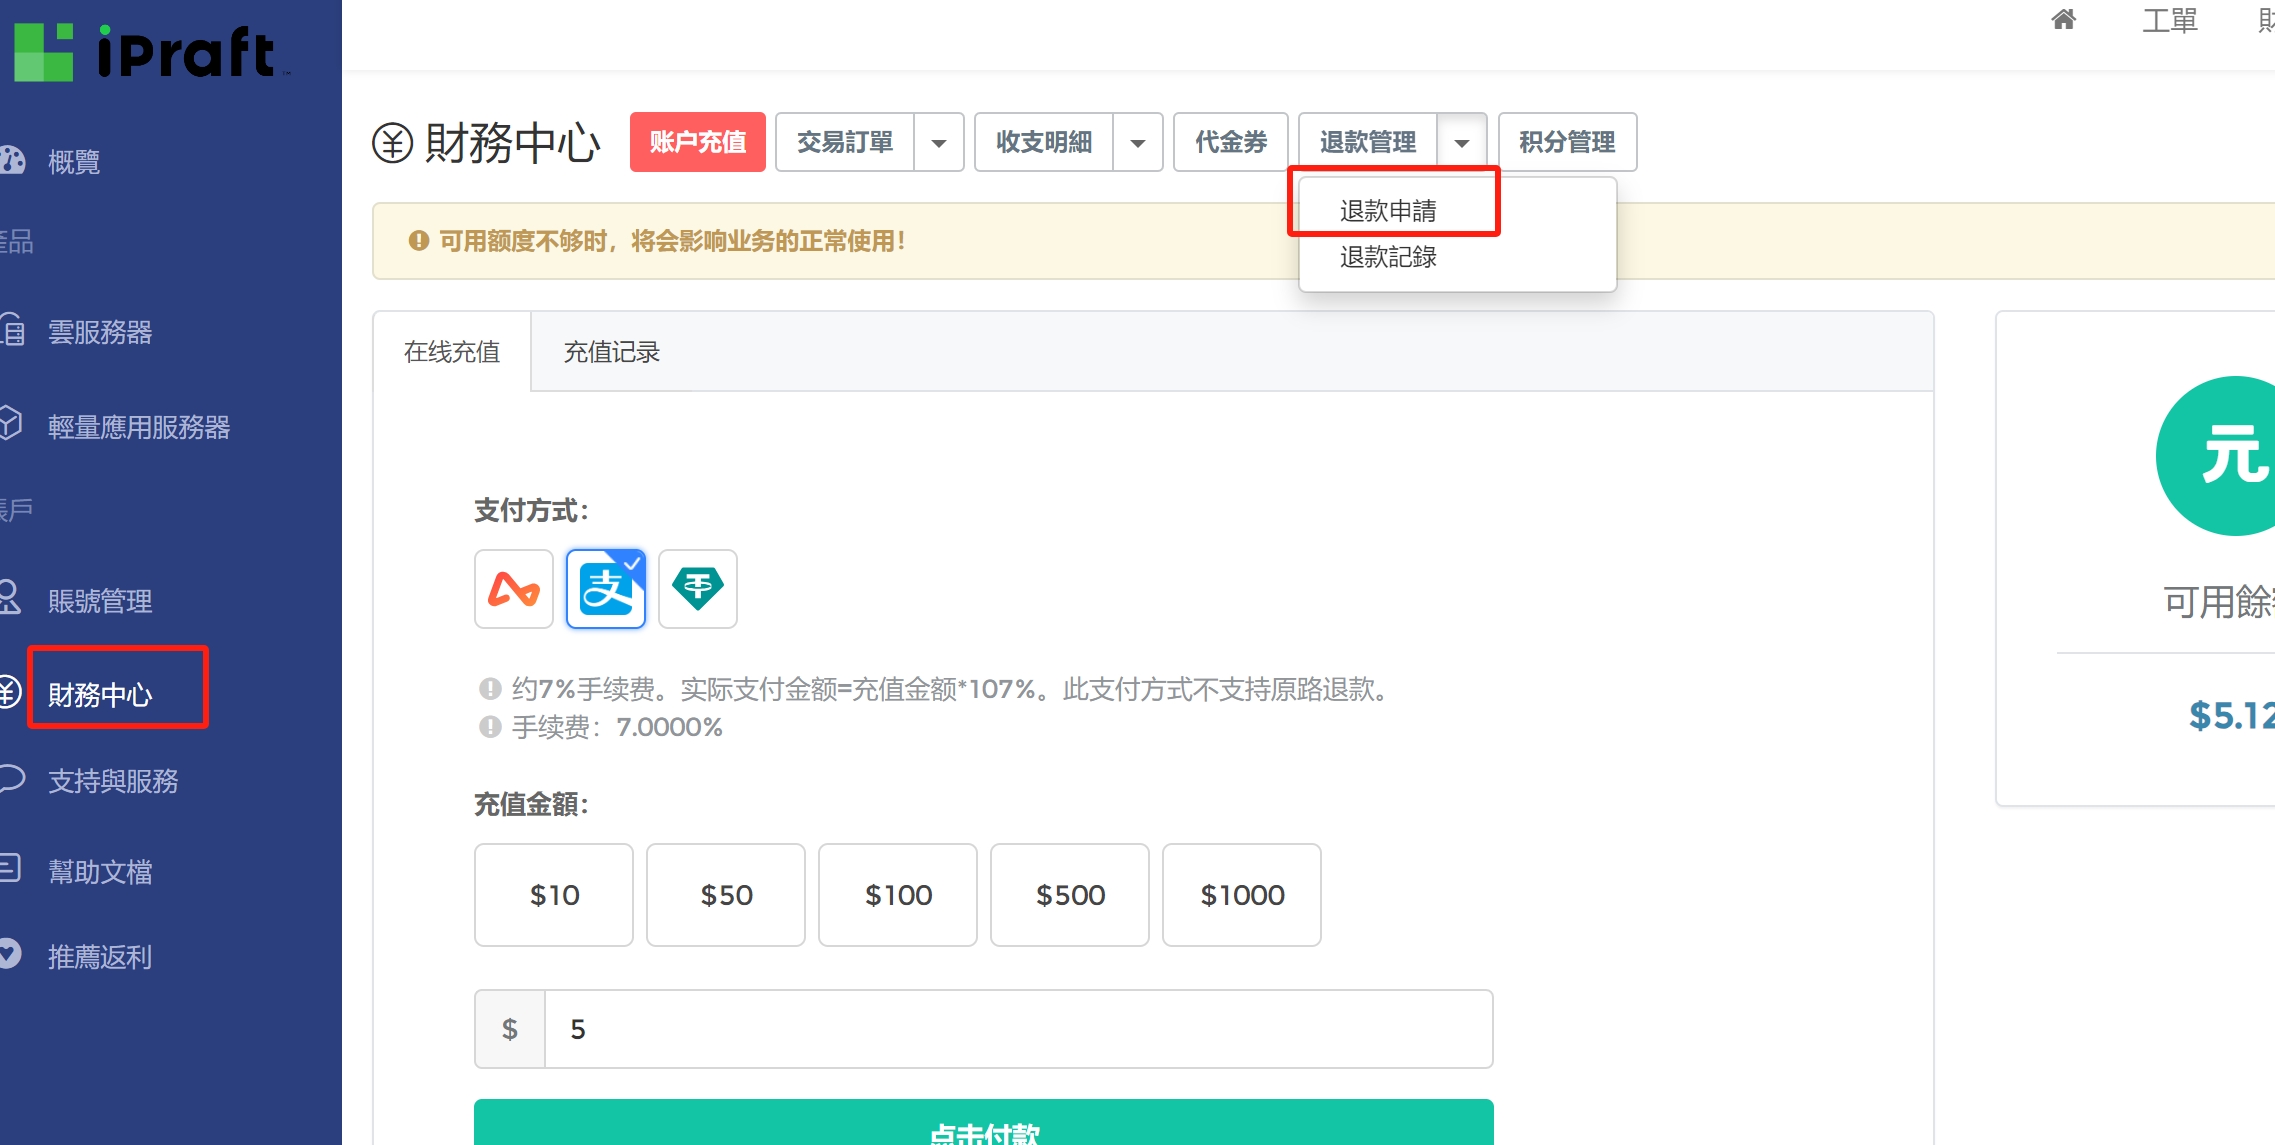 iPraft
工單
概覽
產品
雲服務器
輕量應用服務器
賬號管理
財務中心
支持與服務
幫助文檔
推薦返利
財務中心
账户充值
交易訂單
收支明細
代金券
退款管理
积分管理
退款申請
退款記錄
可用额度不够时，将会影响业务的正常使用！
在线充值
充值记录
支付方式：
支
约7%手续费。实际支付金额=充值金额*107%。此支付方式不支持原路退款。
手续费：7.0000%
充值金額：
$10
$50
$100
$500
$1000
$ 5
点击付款
元
可用餘
$5.12